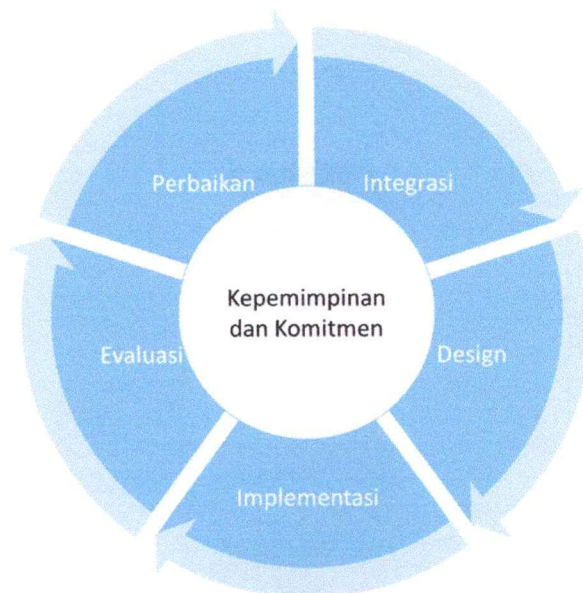 Perbaikan
Integrasi
Kepemimpinan
dan Komitmen
Evaluasi
Design
Implementasi